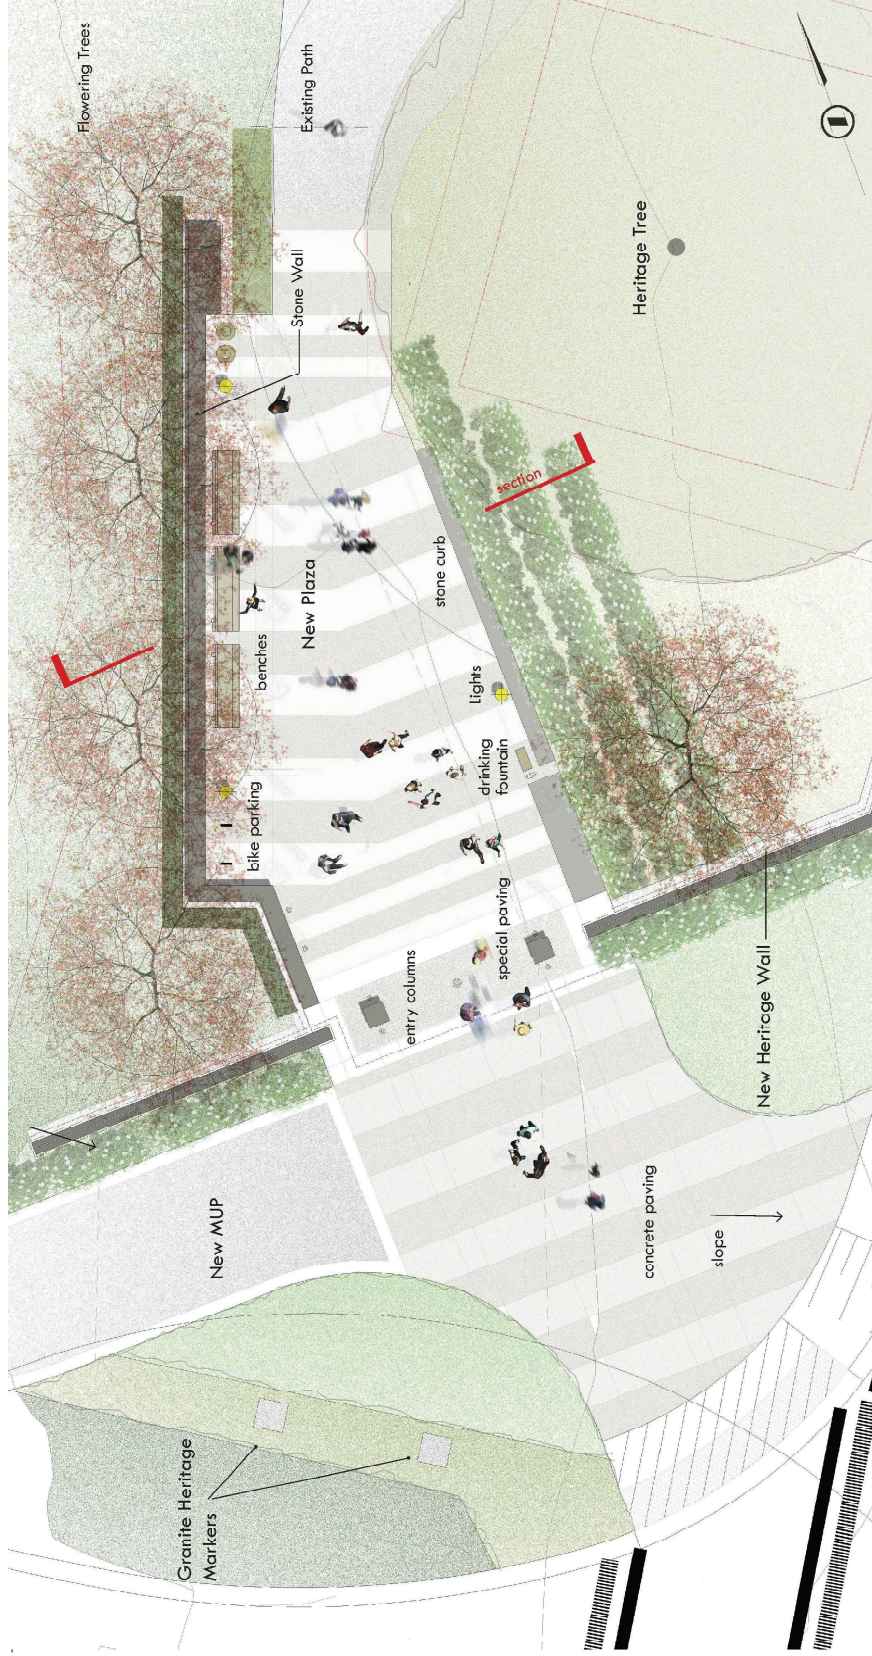 Flowering Trees
Existing Path
Stone Wall
Heritage Tree
section
New Plaza
stone curb
benches
Lights
drinking
fountain
bike parking
special paving
entry columns
New Heritage Wall
New MUP
concrete paving
slope
Granite Heritage
Markers